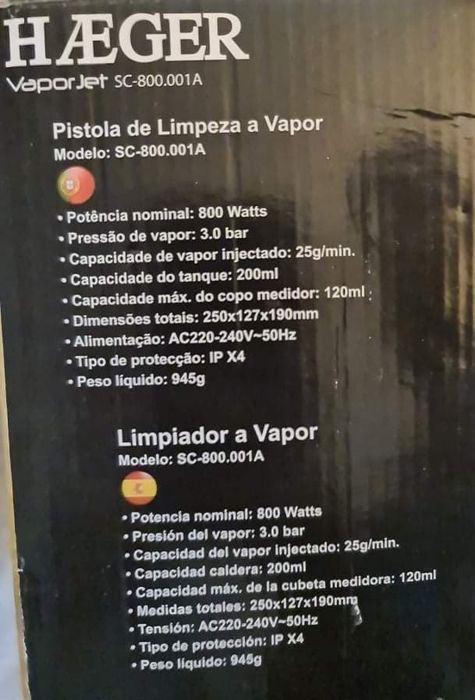 HÆGER
VaporJet SC-800.001A
Pistola de Limpeza a Vapor
Modelo: SC-800.001A
• Potência nominal: 800 Watts
• Pressão de vapor: 3.0 bar
• Capacidade de vapor injectado: 25g/min.
• Capacidade do tanque: 200ml
• Capacidade máx. do copo medidor: 120ml
• Dimensões totais: 250x127x190mm
• Alimentação: AC220-240V~50Hz
• Tipo de protecção: IP X4
• Peso líquido: 945g
Limpiador a Vapor
Modelo: SC-800.001A
• Potencia nominal: 800 Watts
• Presión del vapor: 3.0 bar
• Capacidad del vapor injectado: 25g/min.
• Capacidad caldera: 200ml
• Capacidad máx. de la cubeta medidora: 120ml
• Medidas totales: 250x127x190mm
• Tensión: AC220-240V~50Hz
• Tipo de protección: IP X4
• Peso líquido: 945g